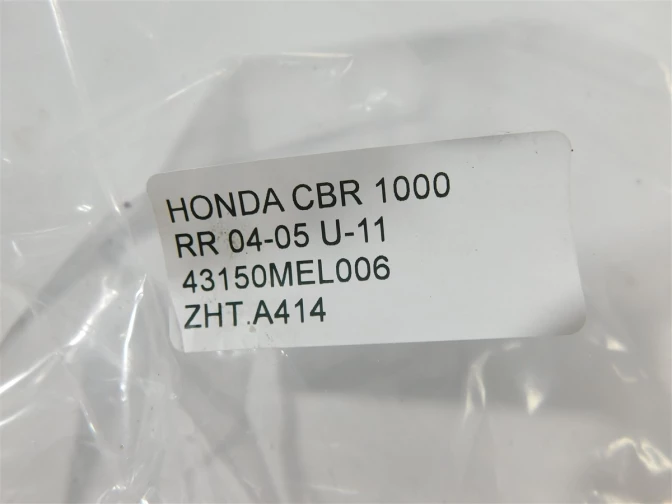 HONDA CBR 1000
RR 04-05 U-11
43150MEL006
ZHT.A414